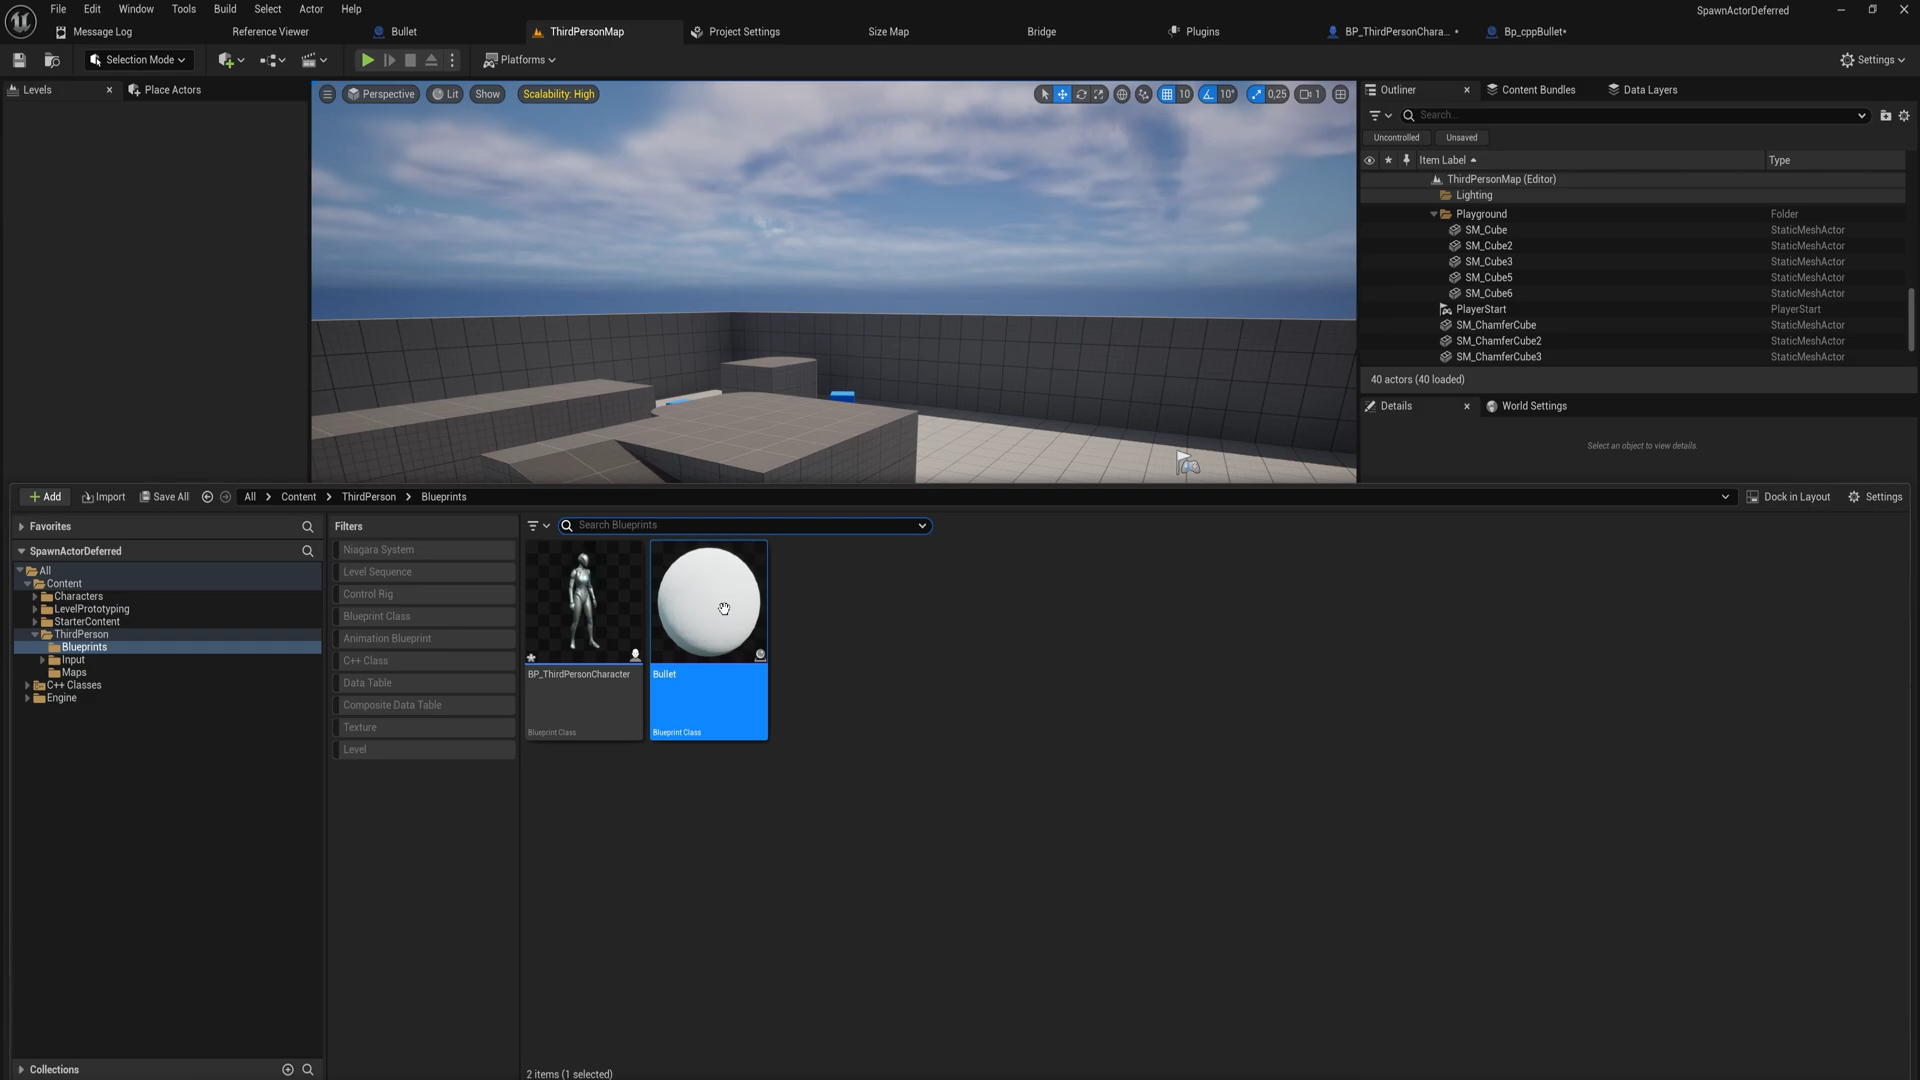 File Edit Window Tools Build Select Actor Help
SpawnActorDeferred
Message Log
Reference Viewer
Bullet
ThirdPersonMap
Project Settings
Size Map
Bridge
Plugins
BP_ThirdPersonChara... •
Bp_cppBullet*
Selection Mode
Platforms
Settings
Levels
Place Actors
Perspective
Lit
Show
Scalability: High
10
10°
0,25
1
Outliner
Content Bundles
Data Layers
Search...
Uncontrolled
Unsaved
Item Label
Type
ThirdPersonMap (Editor)
Lighting
Playground Folder
SM_Cube StaticMeshActor
SM_Cube2 StaticMeshActor
SM_Cube3 StaticMeshActor
SM_Cube5 StaticMeshActor
SM_Cube6 StaticMeshActor
PlayerStart PlayerStart
SM_ChamferCube StaticMeshActor
SM_ChamferCube2 StaticMeshActor
SM_ChamferCube3 StaticMeshActor
40 actors (40 loaded)
Details
World Settings
Select an object to view details.
Add
Import
Save All
All > Content > ThirdPerson > Blueprints
Dock in Layout
Settings
Favorites
SpawnActorDeferred
All
Content
Characters
LevelPrototyping
StarterContent
ThirdPerson
Blueprints
Input
Maps
C++ Classes
Engine
Collections
Filters
Niagara System
Level Sequence
Control Rig
Blueprint Class
Animation Blueprint
C++ Class
Data Table
Composite Data Table
Texture
Level
Search Blueprints
BP_ThirdPersonCharacter
Blueprint Class
Bullet
Blueprint Class
2 items (1 selected)